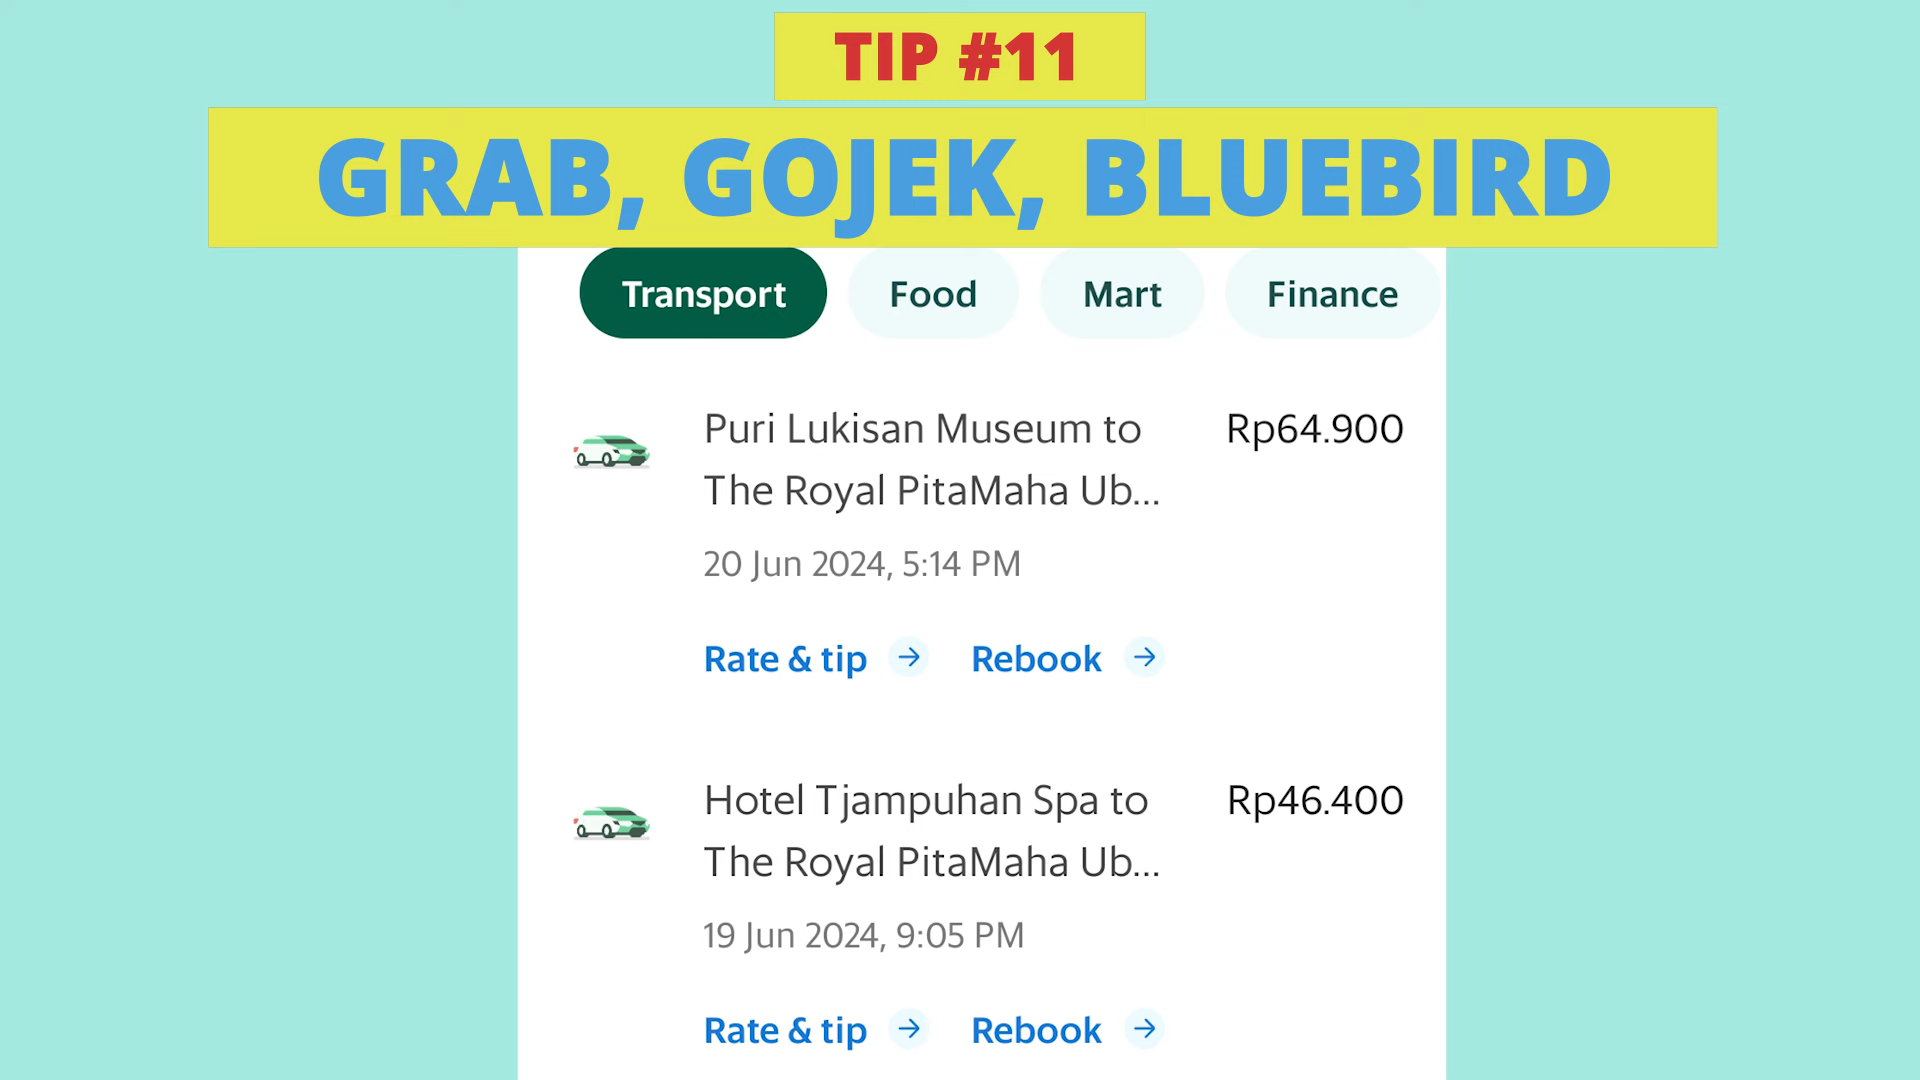 TIP #11
GRAB, GOJEK, BLUEBIRD
Transport Food Mart Finance
Puri Lukisan Museum to Rp64.900
The Royal PitaMaha Ub...
20 Jun 2024, 5:14 PM
Rate & tip → Rebook →
Hotel Tjampuhan Spa to Rp46.400
The Royal PitaMaha Ub...
19 Jun 2024, 9:05 PM
Rate & tip → Rebook →